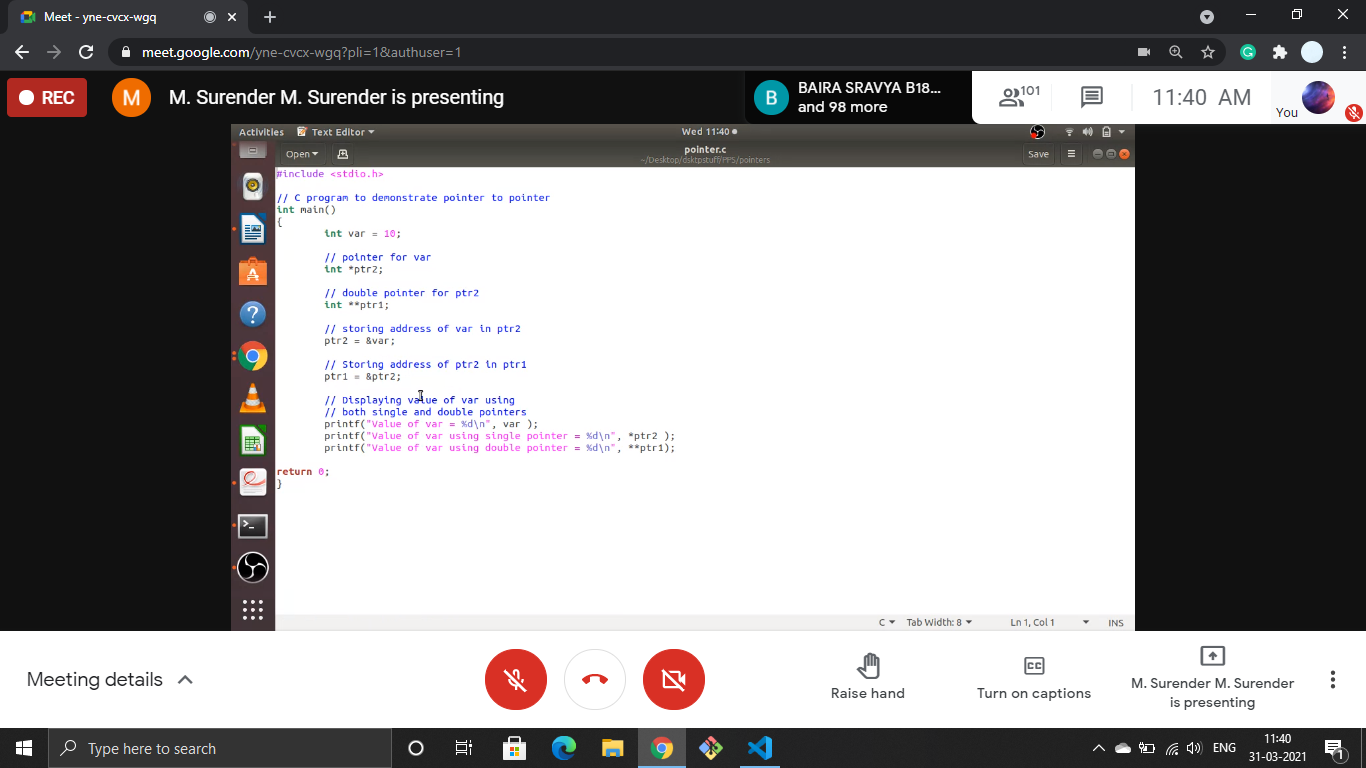 Meet - yne-cvcx-wgq
meet.google.com/yne-cvcx-wgq?pli=1&authuser=1
REC
M
M. Surender M. Surender is presenting
B
BAIRA SRAVYA B18...
and 98 more
101
11:40 AM
You
Activities
Text Editor
Wed 11:40
Open
pointer.c
~/Desktop/dsktpstuff/PPS/pointers
Save
#include <stdio.h>
// C program to demonstrate pointer to pointer
int main()
{
int var = 10;
// pointer for var
int *ptr2;
// double pointer for ptr2
int **ptr1;
// storing address of var in ptr2
ptr2 = &var;
// Storing address of ptr2 in ptr1
ptr1 = &ptr2;
// Displaying value of var using
// both single and double pointers
printf("Value of var = %d\n", var );
printf("Value of var using single pointer = %d\n", *ptr2 );
printf("Value of var using double pointer = %d\n", **ptr1);
return 0;
}
C
Tab Width: 8
Ln 1, Col 1
INS
Meeting details
Raise hand
CC
Turn on captions
M. Surender M. Surender
is presenting
Type here to search
ENG
11:40
31-03-2021
1